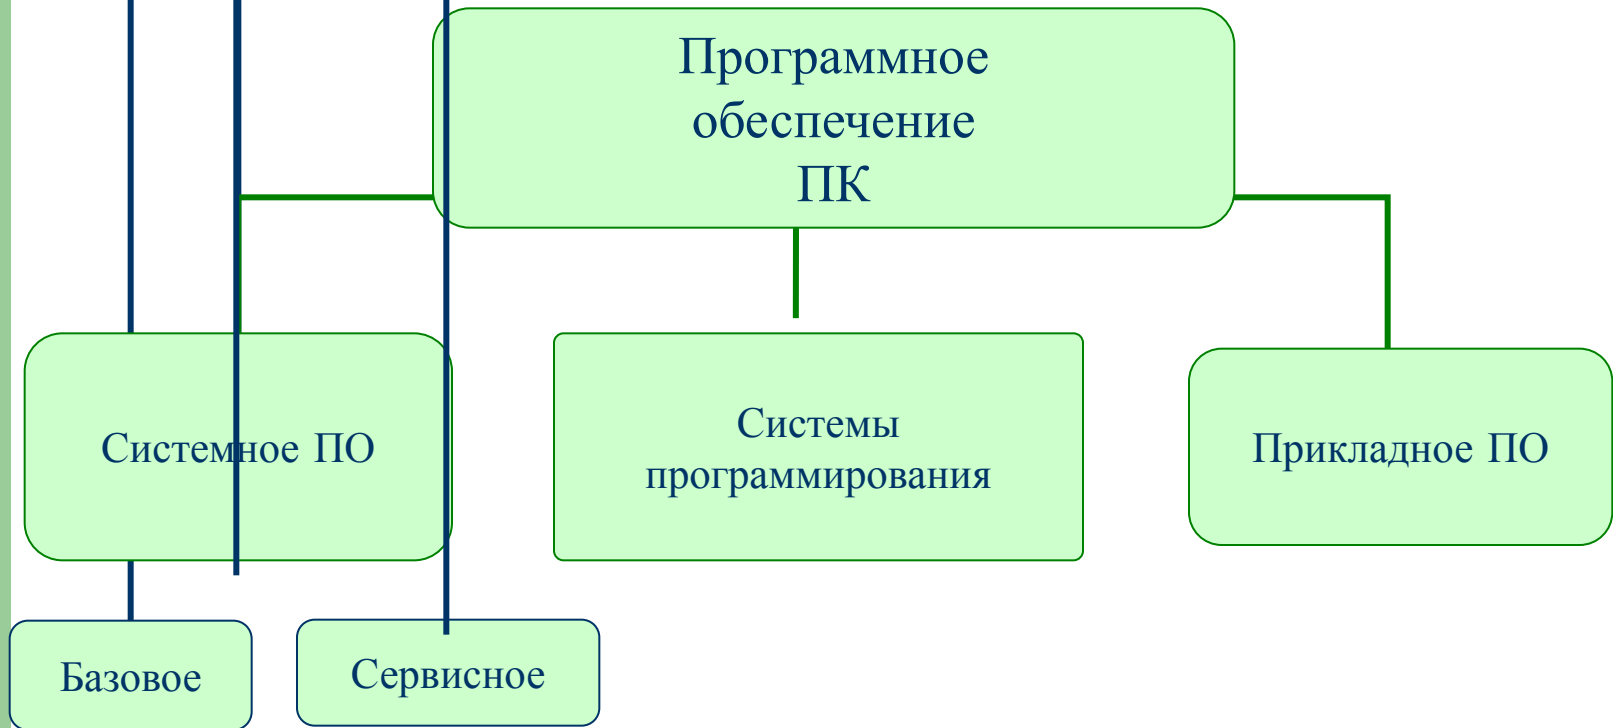 Программное
обеспечение
ПК
Системное ПО
Системы
программирования
Прикладное ПО
Базовое
Сервисное